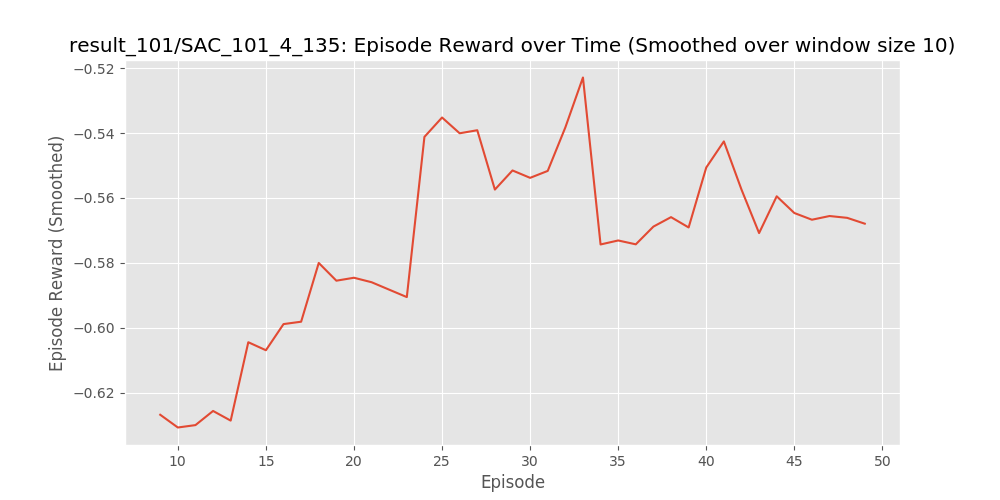 result_101/SAC_101_4_135: Episode Reward over Time (Smoothed over window size 10)
Episode Reward (Smoothed)
−0.52
−0.54
−0.56
−0.58
−0.60
−0.62
10 15 20 25 30 35 40 45 50
Episode